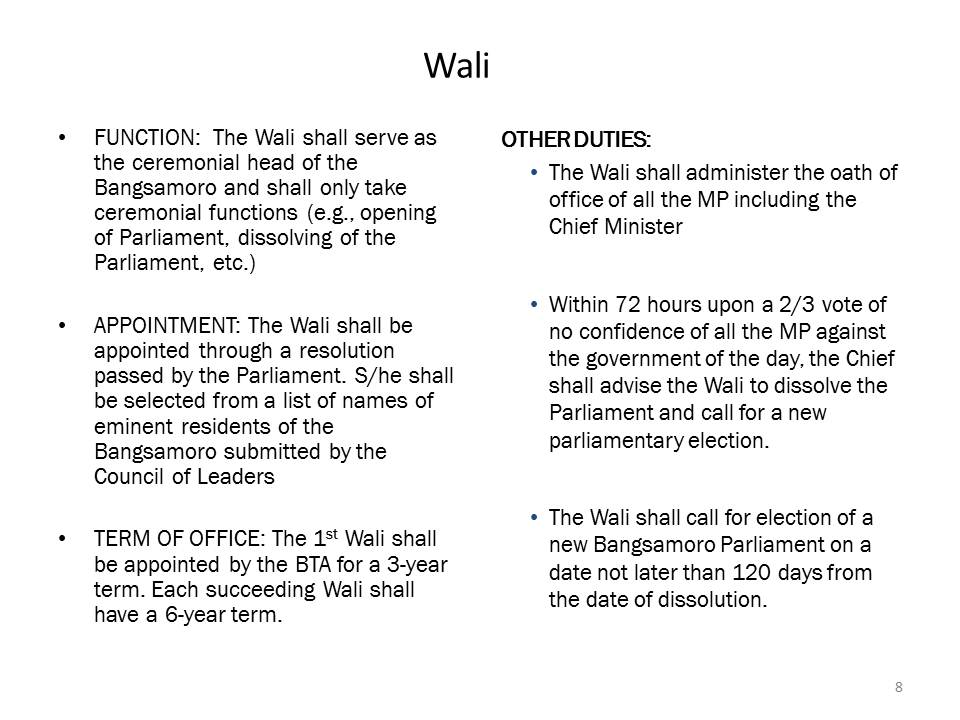 Wali
• FUNCTION:  The Wali shall serve as
the ceremonial head of the
Bangsamoro and shall only take
ceremonial functions (e.g., opening
of Parliament, dissolving of the
Parliament, etc.)
• APPOINTMENT: The Wali shall be
appointed through a resolution
passed by the Parliament. S/he shall
be selected from a list of names of
eminent residents of the
Bangsamoro submitted by the
Council of Leaders
• TERM OF OFFICE: The 1st Wali shall
be appointed by the BTA for a 3-year
term. Each succeeding Wali shall
have a 6-year term.
OTHER DUTIES:
• The Wali shall administer the oath of
office of all the MP including the
Chief Minister
• Within 72 hours upon a 2/3 vote of
no confidence of all the MP against
the government of the day, the Chief
shall advise the Wali to dissolve the
Parliament and call for a new
parliamentary election.
• The Wali shall call for election of a
new Bangsamoro Parliament on a
date not later than 120 days from
the date of dissolution.
8